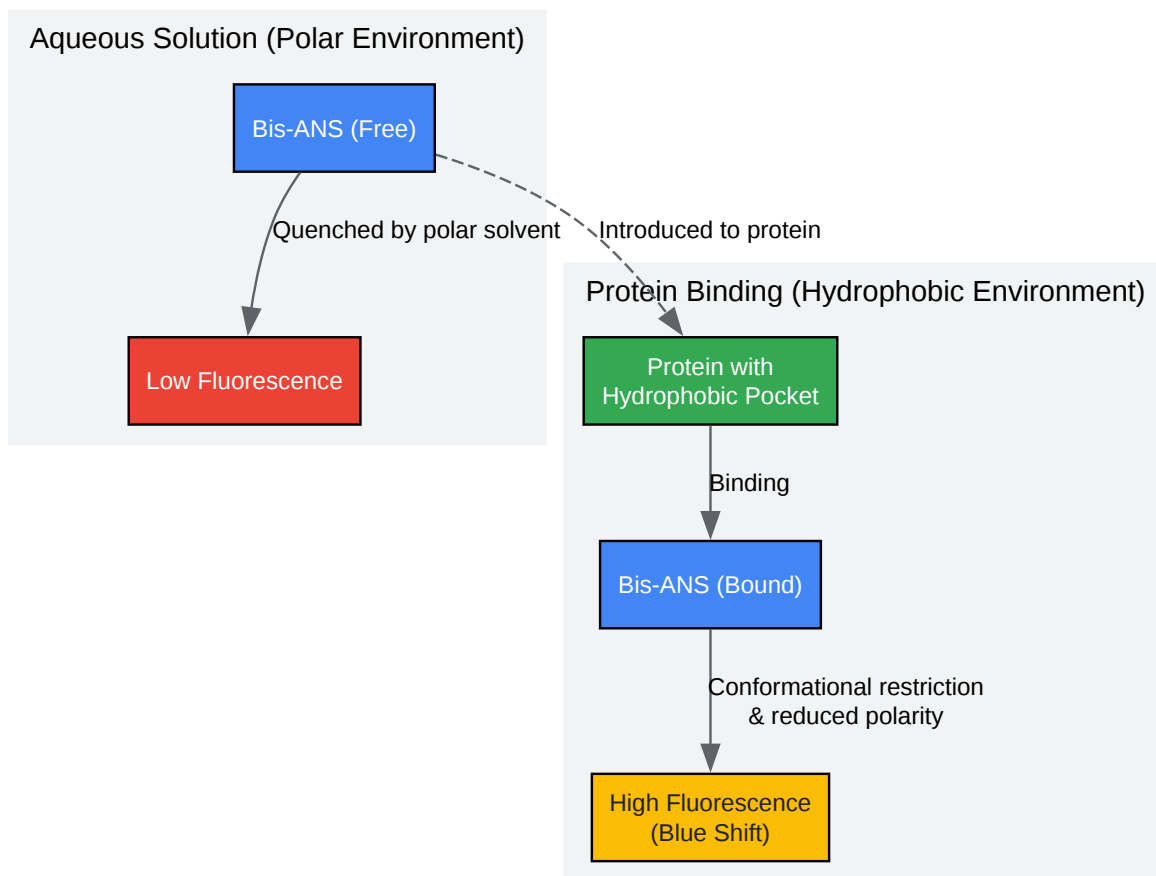 Aqueous Solution (Polar Environment)
Bis-ANS (Free)
Quenched by polar solvent
Introduced to protein
Low Fluorescence
Protein Binding (Hydrophobic Environment)
Protein with
Hydrophobic Pocket
Binding
Bis-ANS (Bound)
Conformational restriction
& reduced polarity
High Fluorescence
(Blue Shift)